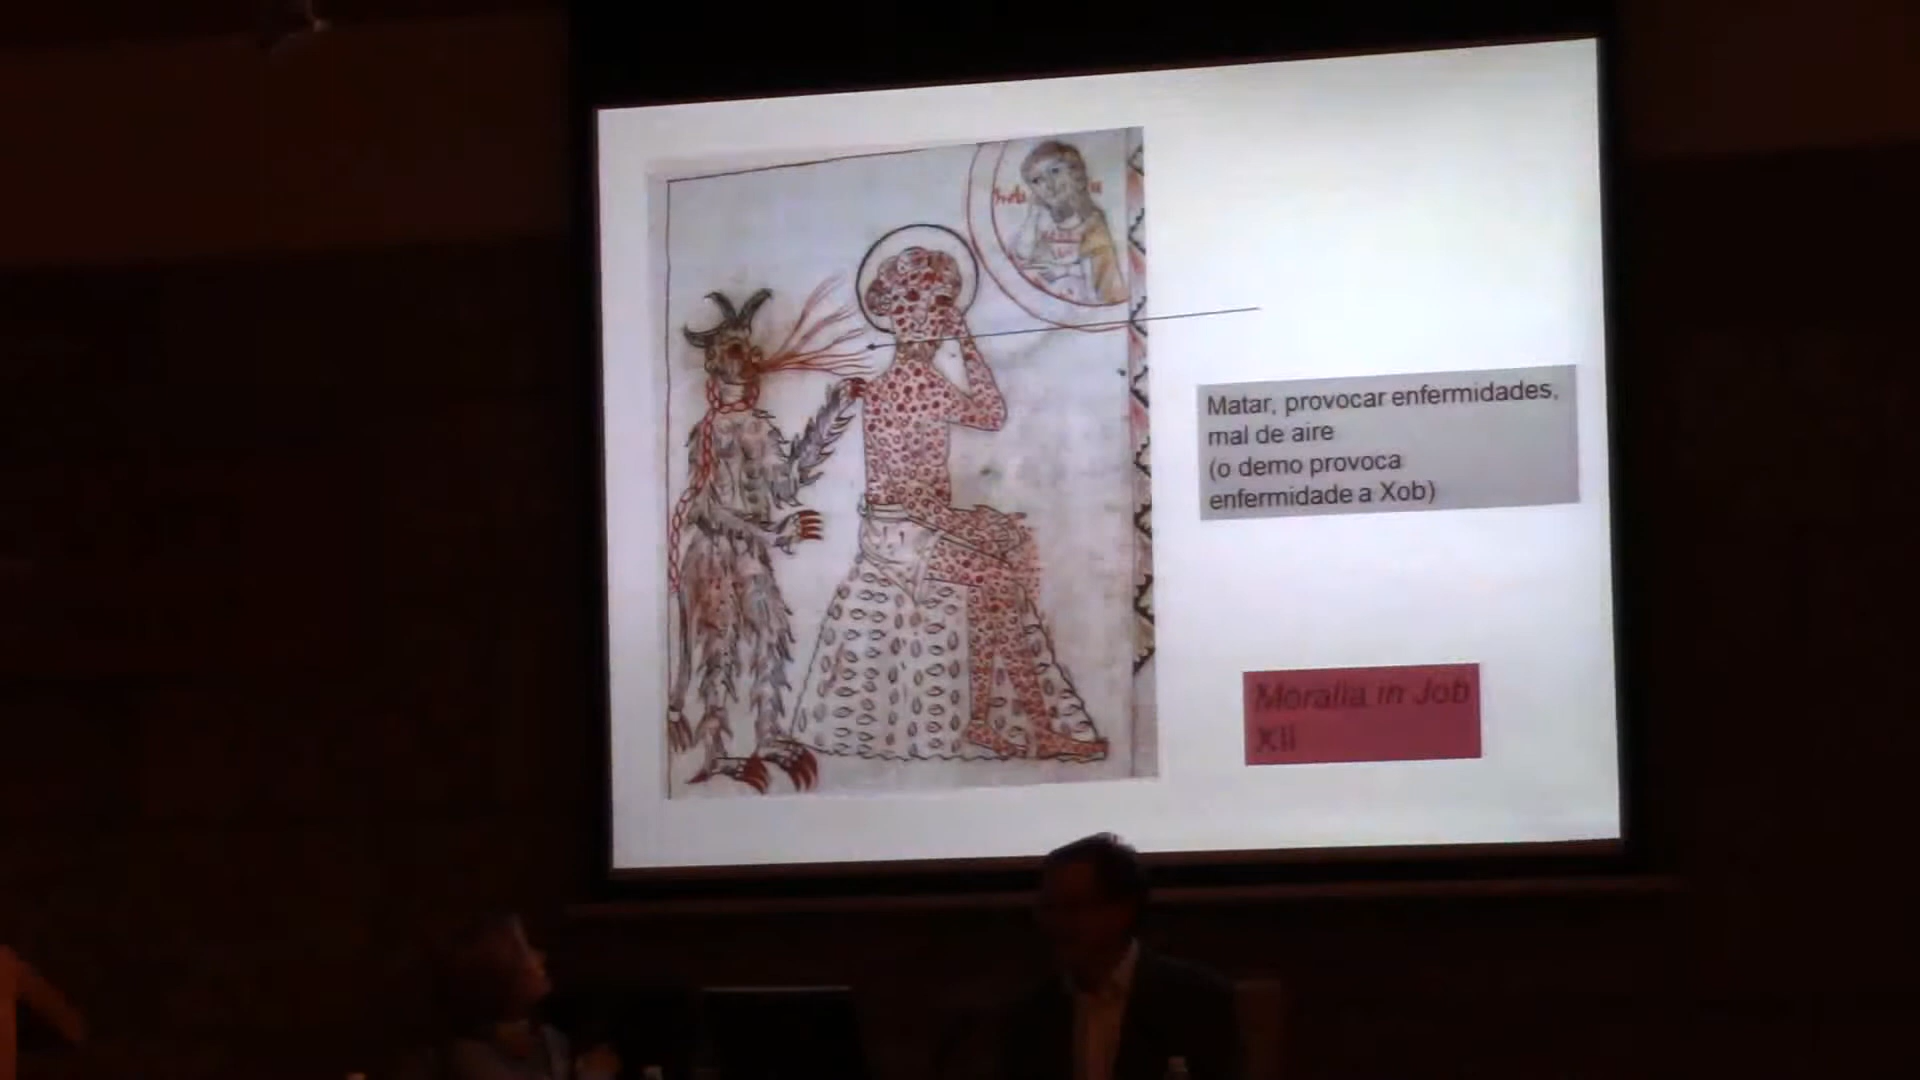 Matar, provocar enfermidades,
mal de aire
(o demo provoca
enfermidade a Xob)
Moralia in Job
XII